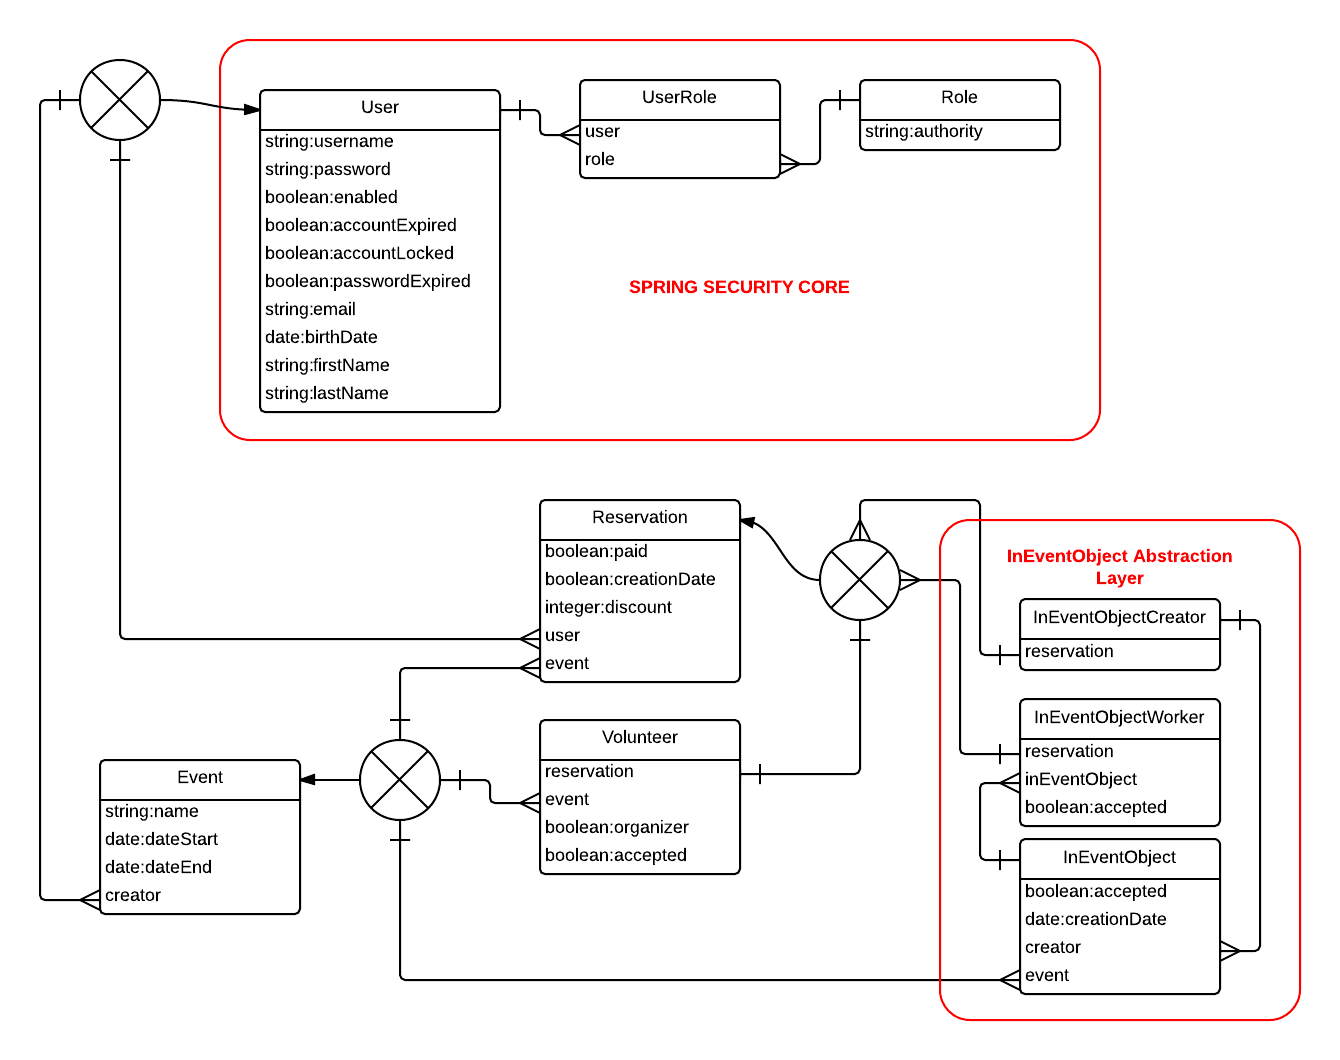 User
string:username
string:password
boolean:enabled
boolean:accountExpired
boolean:accountLocked
boolean:passwordExpired
string:email
date:birthDate
string:firstName
string:lastName
UserRole
user
role
Role
string:authority
SPRING SECURITY CORE
Reservation
boolean:paid
boolean:creationDate
integer:discount
user
event
Volunteer
reservation
event
boolean:organizer
boolean:accepted
Event
string:name
date:dateStart
date:dateEnd
creator
InEventObject Abstraction
Layer
InEventObjectCreator
reservation
InEventObjectWorker
reservation
inEventObject
boolean:accepted
InEventObject
boolean:accepted
date:creationDate
creator
event